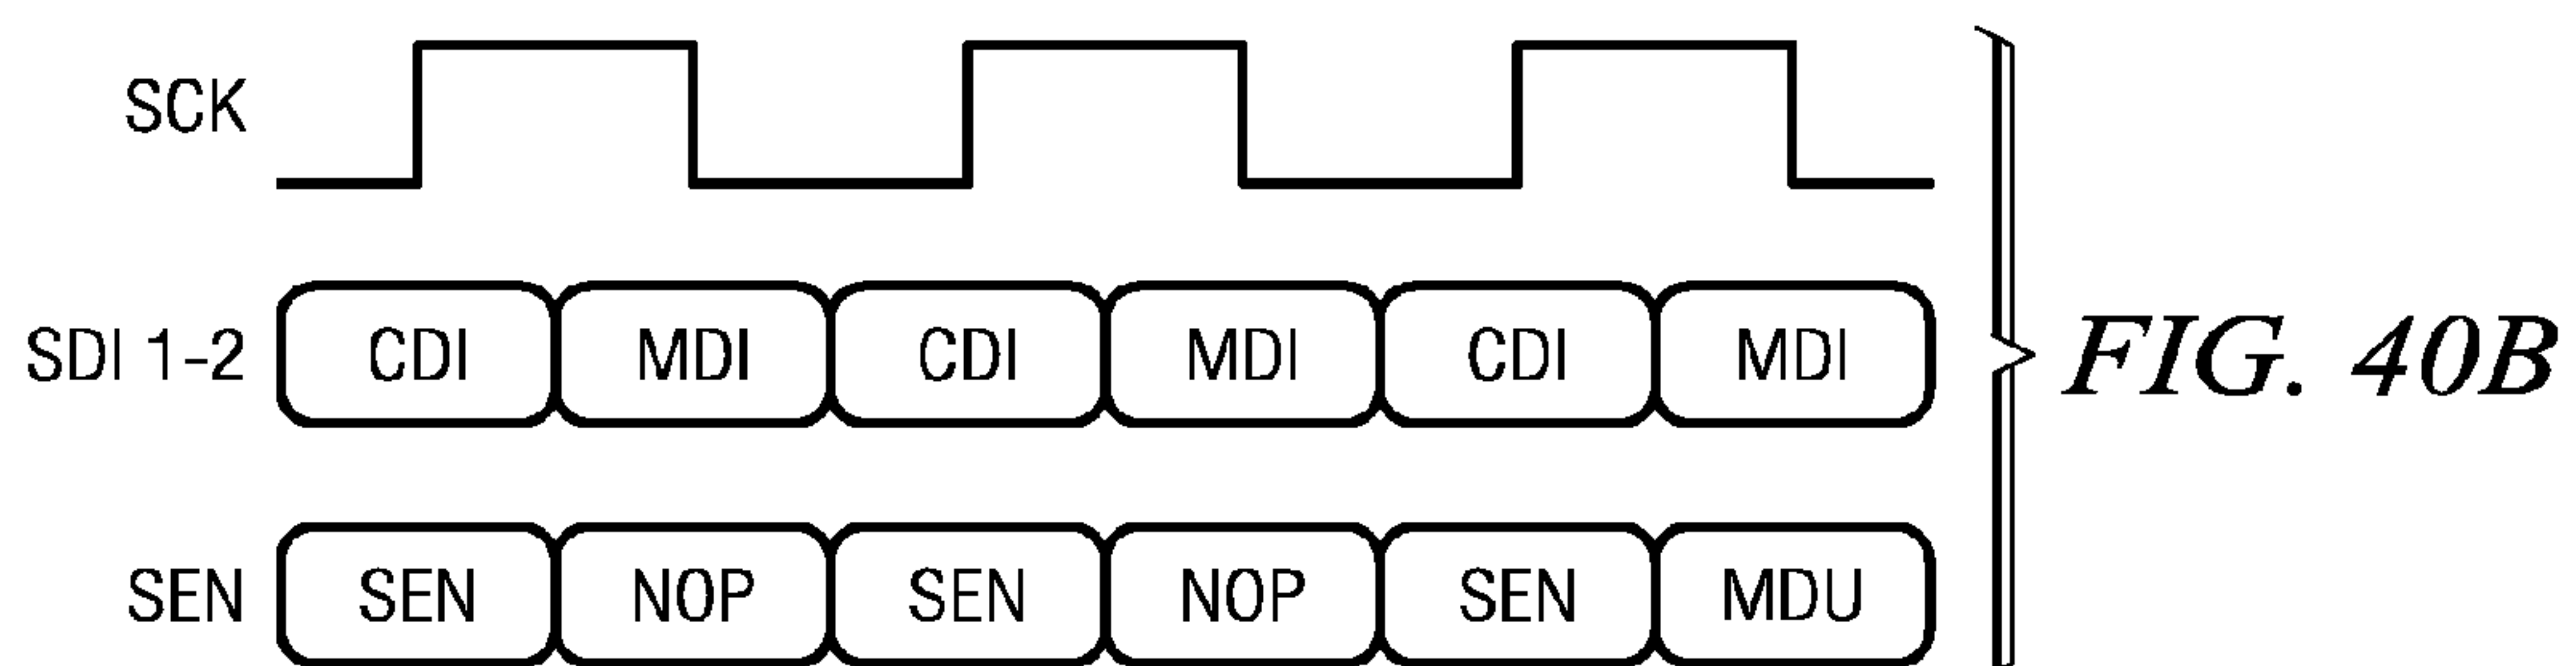 SCK
SDI 1-2 CDI MDI CDI MDI CDI MDI
FIG. 40B
SEN SEN NOP SEN NOP SEN MDU